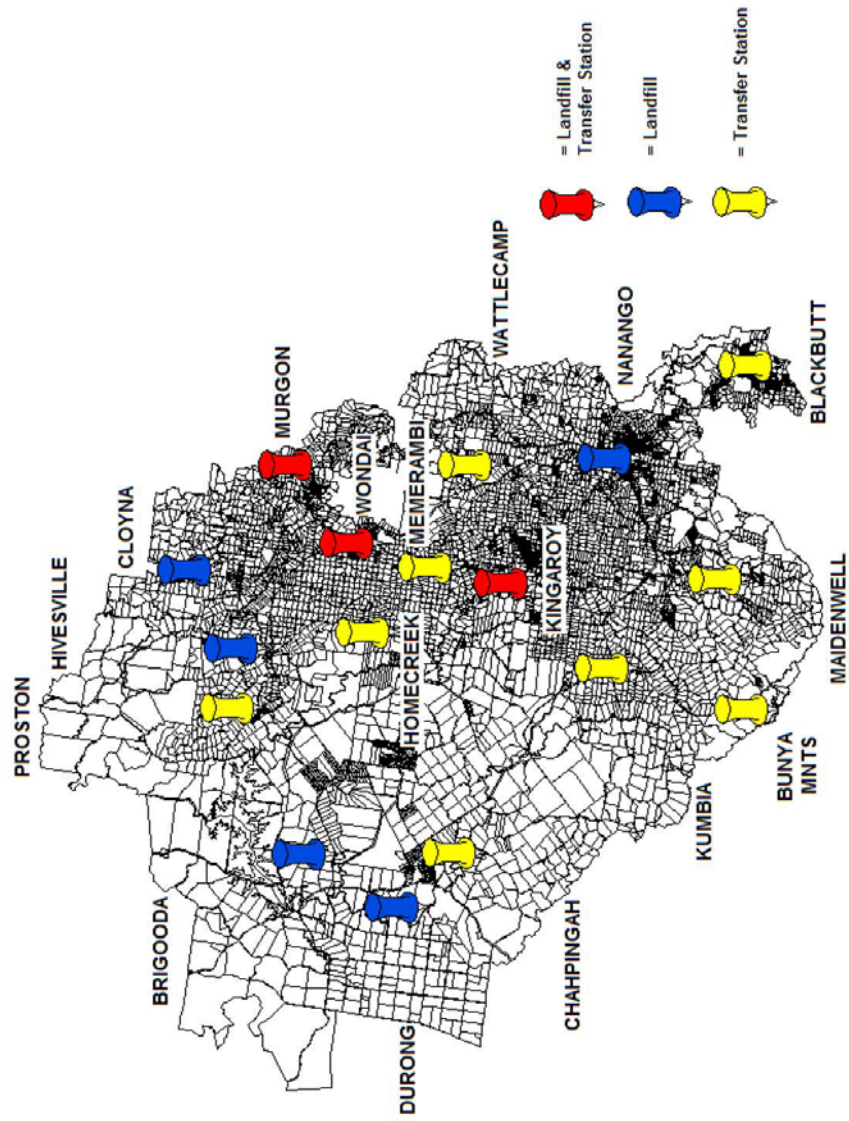 PROSTON
HIVESVILLE
CLOYNA
BRIGOODA
MURGON
WONDAI
DURONG
HOMECREEK
MEMERAMBI
WATTLECAMP
KINGAROY
CHAHPINGAH
NANANGO
KUMBIA
BUNYA
MNTS
BLACKBUTT
MAIDENWELL
= Landfill &
Transfer Station
= Landfill
= Transfer Station